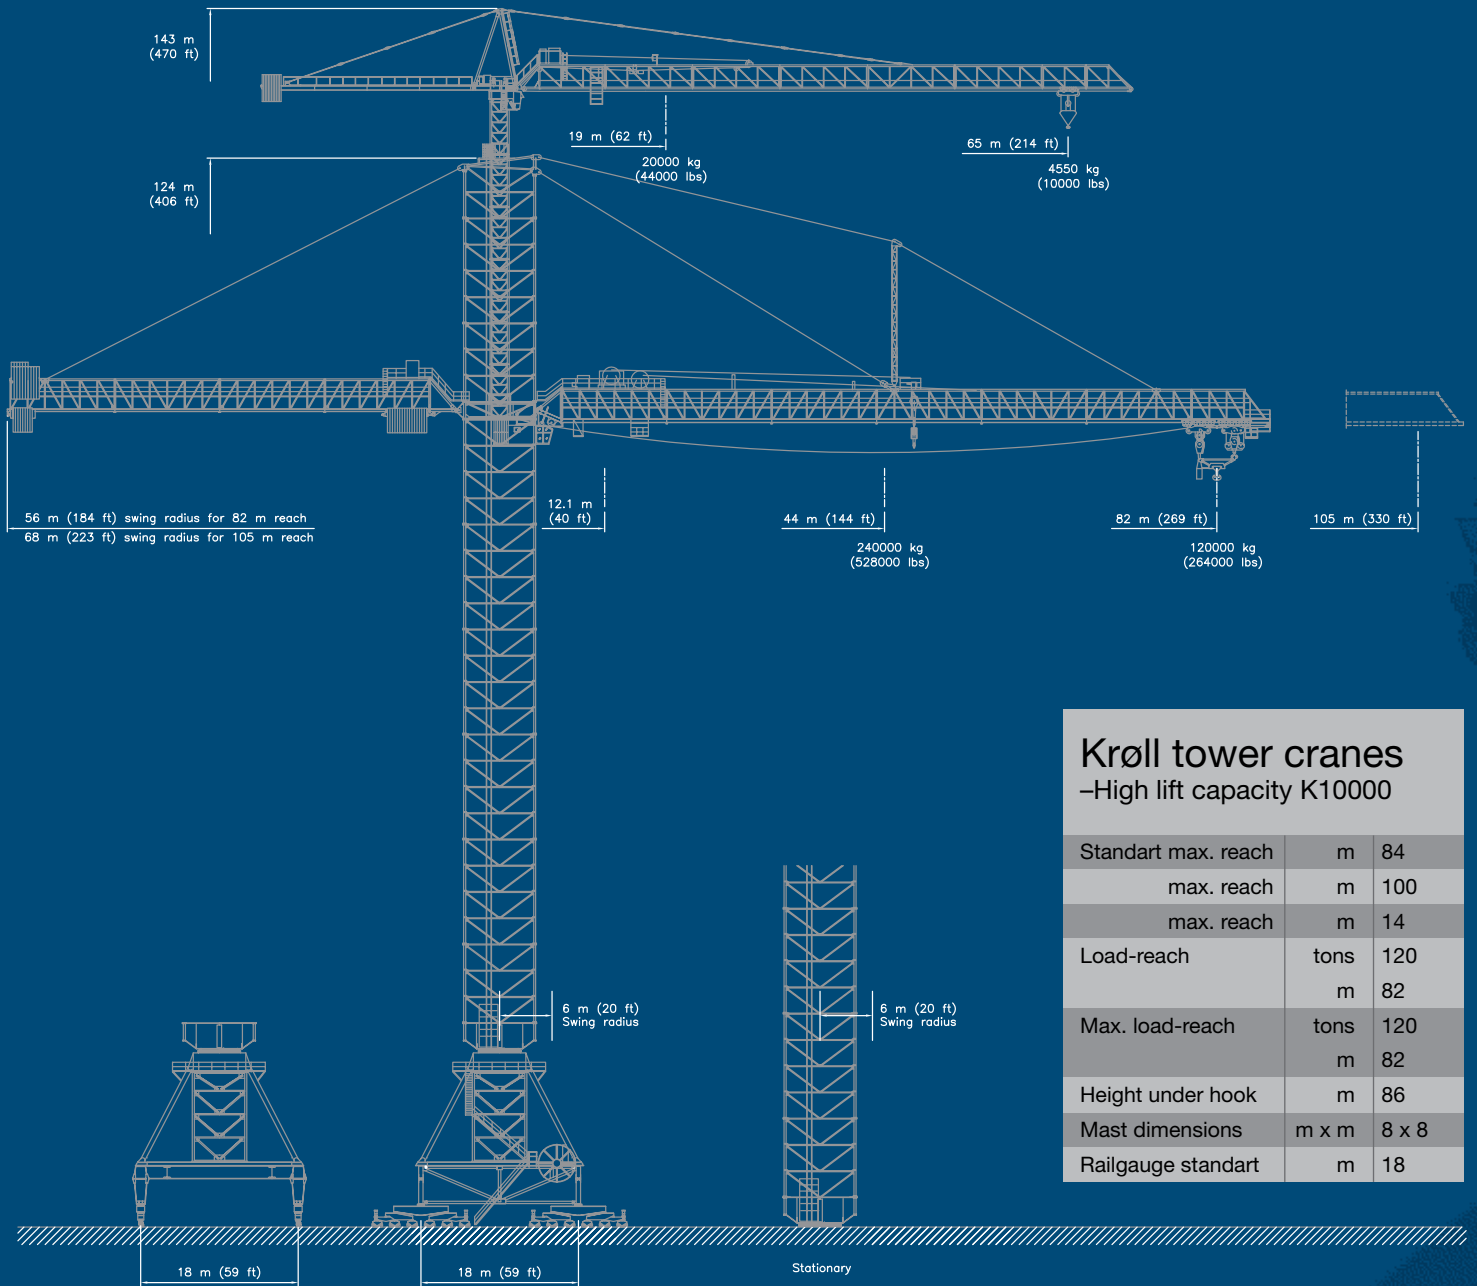 143 m
(470 ft)
19 m (62 ft)
20000 kg
(44000 lbs)
65 m (214 ft)
4550 kg
(10000 lbs)
124 m
(406 ft)
56 m (184 ft) swing radius for 82 m reach
68 m (223 ft) swing radius for 105 m reach
12.1 m
(40 ft)
44 m (144 ft)
240000 kg
(528000 lbs)
82 m (269 ft)
120000 kg
(264000 lbs)
105 m (330 ft)
Krøll tower cranes
–High lift capacity K10000
Standart max. reach m 84
max. reach m 100
max. reach m 14
Load-reach tons 120
m 82
Max. load-reach tons 120
m 82
Height under hook m 86
Mast dimensions m x m 8 x 8
Railgauge standart m 18
6 m (20 ft)
Swing radius
6 m (20 ft)
Swing radius
18 m (59 ft)
18 m (59 ft)
Stationary